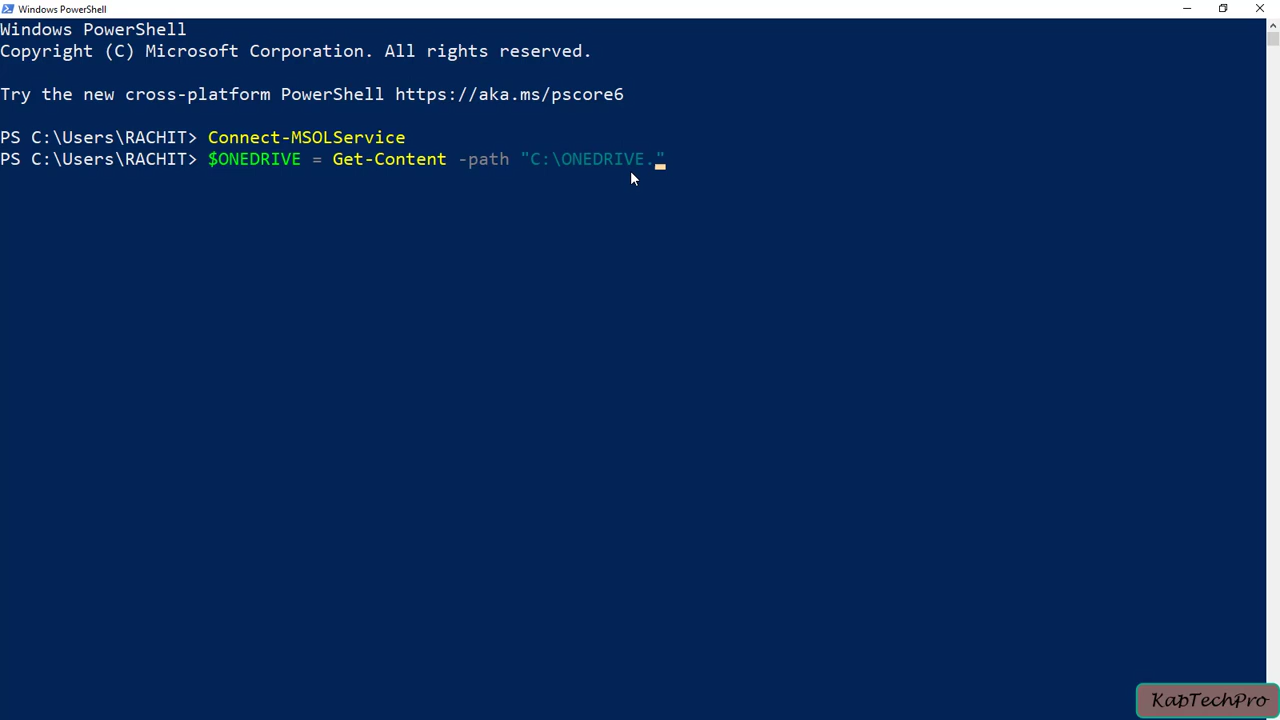 Windows PowerShell
Windows PowerShell
Copyright (C) Microsoft Corporation. All rights reserved.
Try the new cross-platform PowerShell https://aka.ms/pscore6
PS C:\Users\RACHIT> Connect-MSOLService
PS C:\Users\RACHIT> $ONEDRIVE = Get-Content -path "C:\ONEDRIVE."
KapTechPro